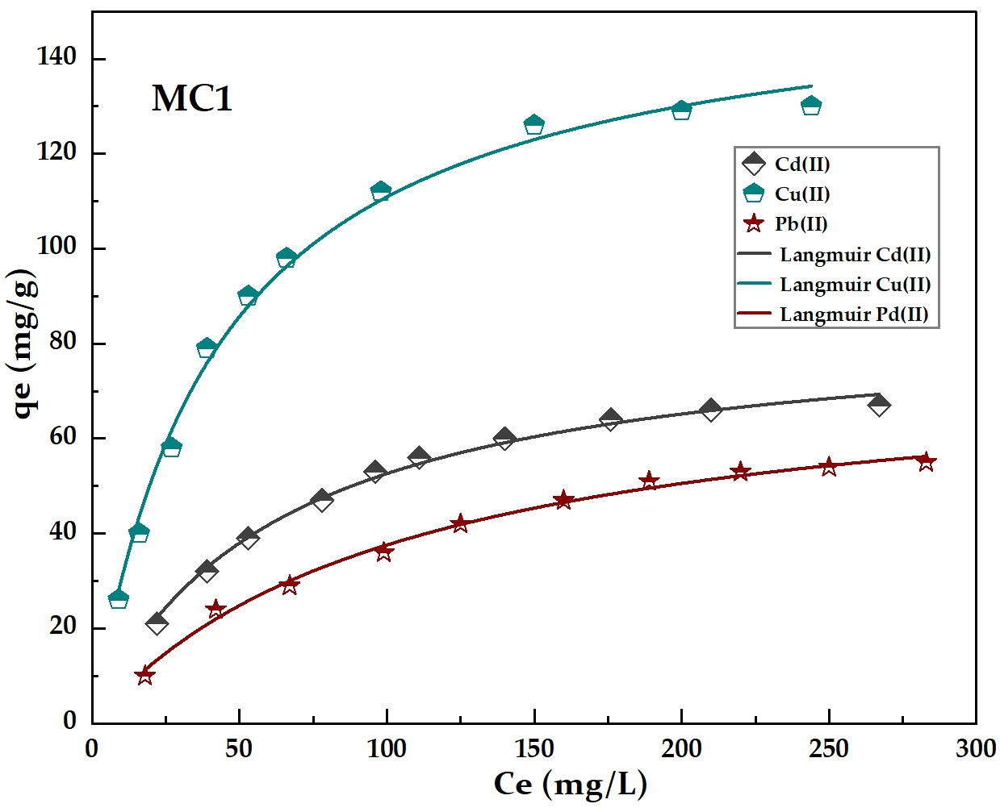 140
120
100
80
60
40
20
0
qe (mg/g)
MC1
Cd(II)
Cu(II)
Pb(II)
Langmuir Cd(II)
Langmuir Cu(II)
Langmuir Pd(II)
0 50 100 150 200 250 300
Ce (mg/L)